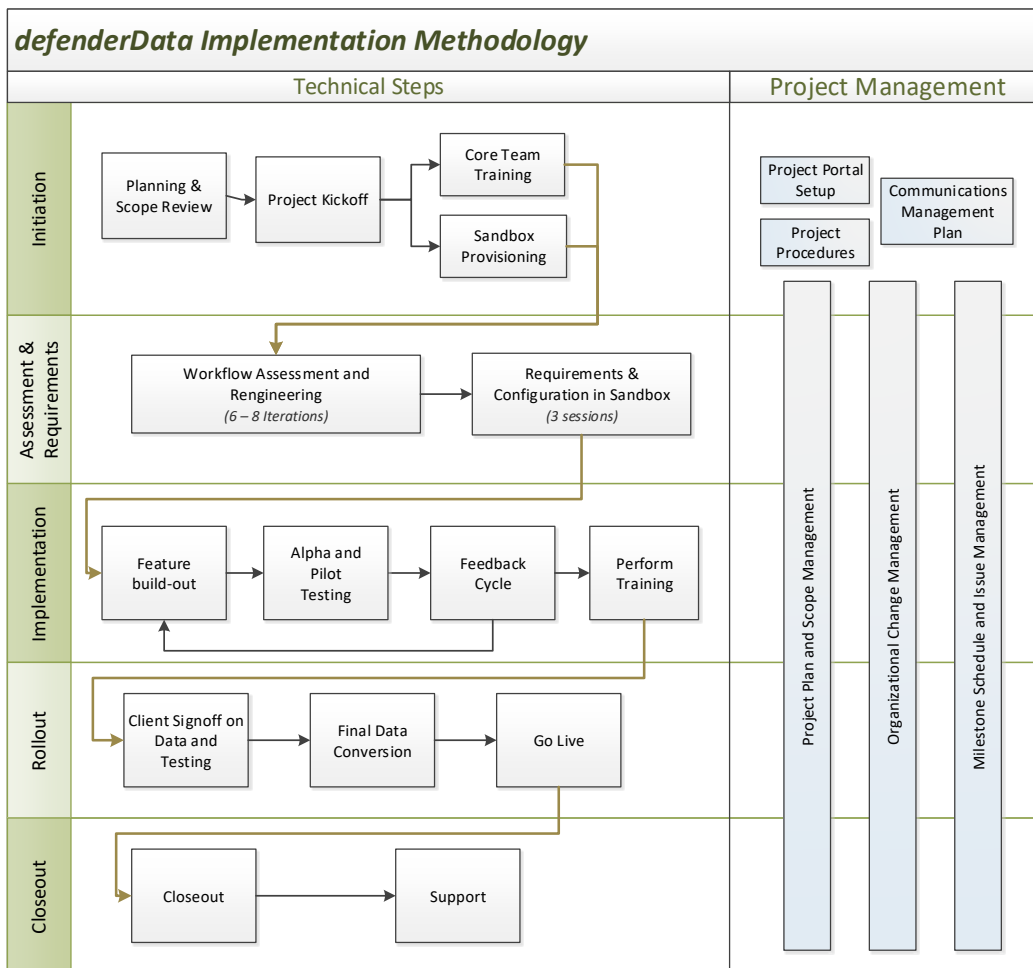 defenderData Implementation Methodology
Technical Steps
Project Management
Initiation
Planning &
Scope Review
Project Kickoff
Core Team
Training
Sandbox
Provisioning
Project Portal
Setup
Communications
Management
Plan
Project
Procedures
Assessment &
Requirements
Workflow Assessment and
Rengineering
(6 – 8 Iterations)
Requirements &
Configuration in Sandbox
(3 sessions)
Implementation
Feature
build-out
Alpha and
Pilot
Testing
Feedback
Cycle
Perform
Training
Rollout
Client Signoff on
Data and
Testing
Final Data
Conversion
Go Live
Closeout
Closeout
Support
Project Plan and Scope Management
Organizational Change Management
Milestone Schedule and Issue Management